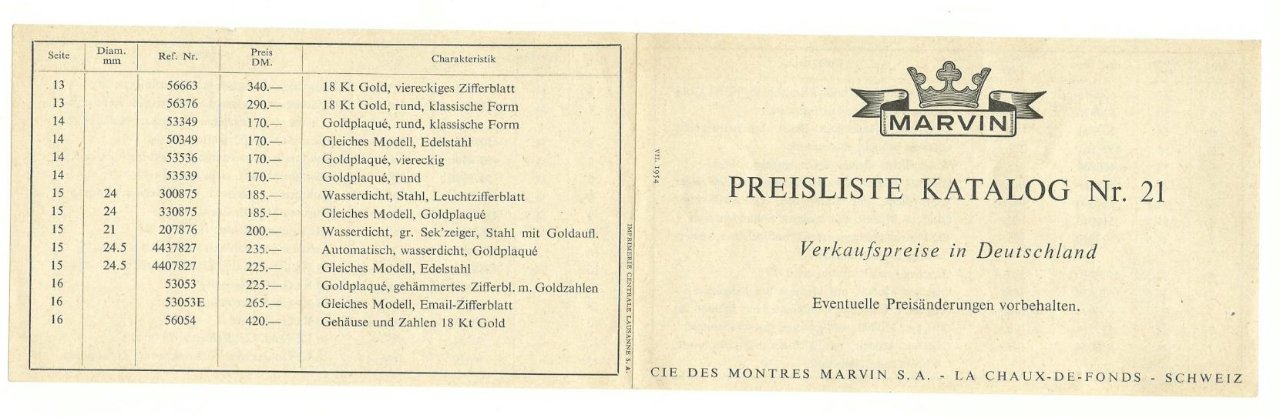 Seite Diam. mm Ref. Nr. Preis DM. Charakteristik
13 56663 340.— 18 Kt Gold, viereckiges Zifferblatt
13 56376 290.— 18 Kt Gold, rund, klassische Form
14 53349 170.— Goldplaqué, rund, klassische Form
14 50349 170.— Gleiches Modell, Edelstahl
14 53536 170.— Goldplaqué, viereckig
14 53539 170.— Goldplaqué, rund
15 24 300875 185.— Wasserdicht, Stahl, Leuchtzifferblatt
15 24 330875 185.— Gleiches Modell, Goldplaqué
15 21 207876 200.— Wasserdicht, gr. Sek'zeiger, Stahl mit Goldaufl.
15 24.5 4437827 235.— Automatisch, wasserdicht, Goldplaqué
15 24.5 4407827 225.— Gleiches Modell, Edelstahl
16 53053 225.— Goldplaqué, gehämmertes Zifferbl. m. Goldzahlen
16 53053E 265.— Gleiches Modell, Email-Zifferblatt
16 56054 420.— Gehäuse und Zahlen 18 Kt Gold
IMPRIMERIE CENTRALE LAUSANNE S. A.
VII. 1954
MARVIN
PREISLISTE KATALOG Nr. 21
Verkaufspreise in Deutschland
Eventuelle Preisänderungen vorbehalten.
CIE DES MONTRES MARVIN S. A. - LA CHAUX-DE-FONDS - SCHWEIZ